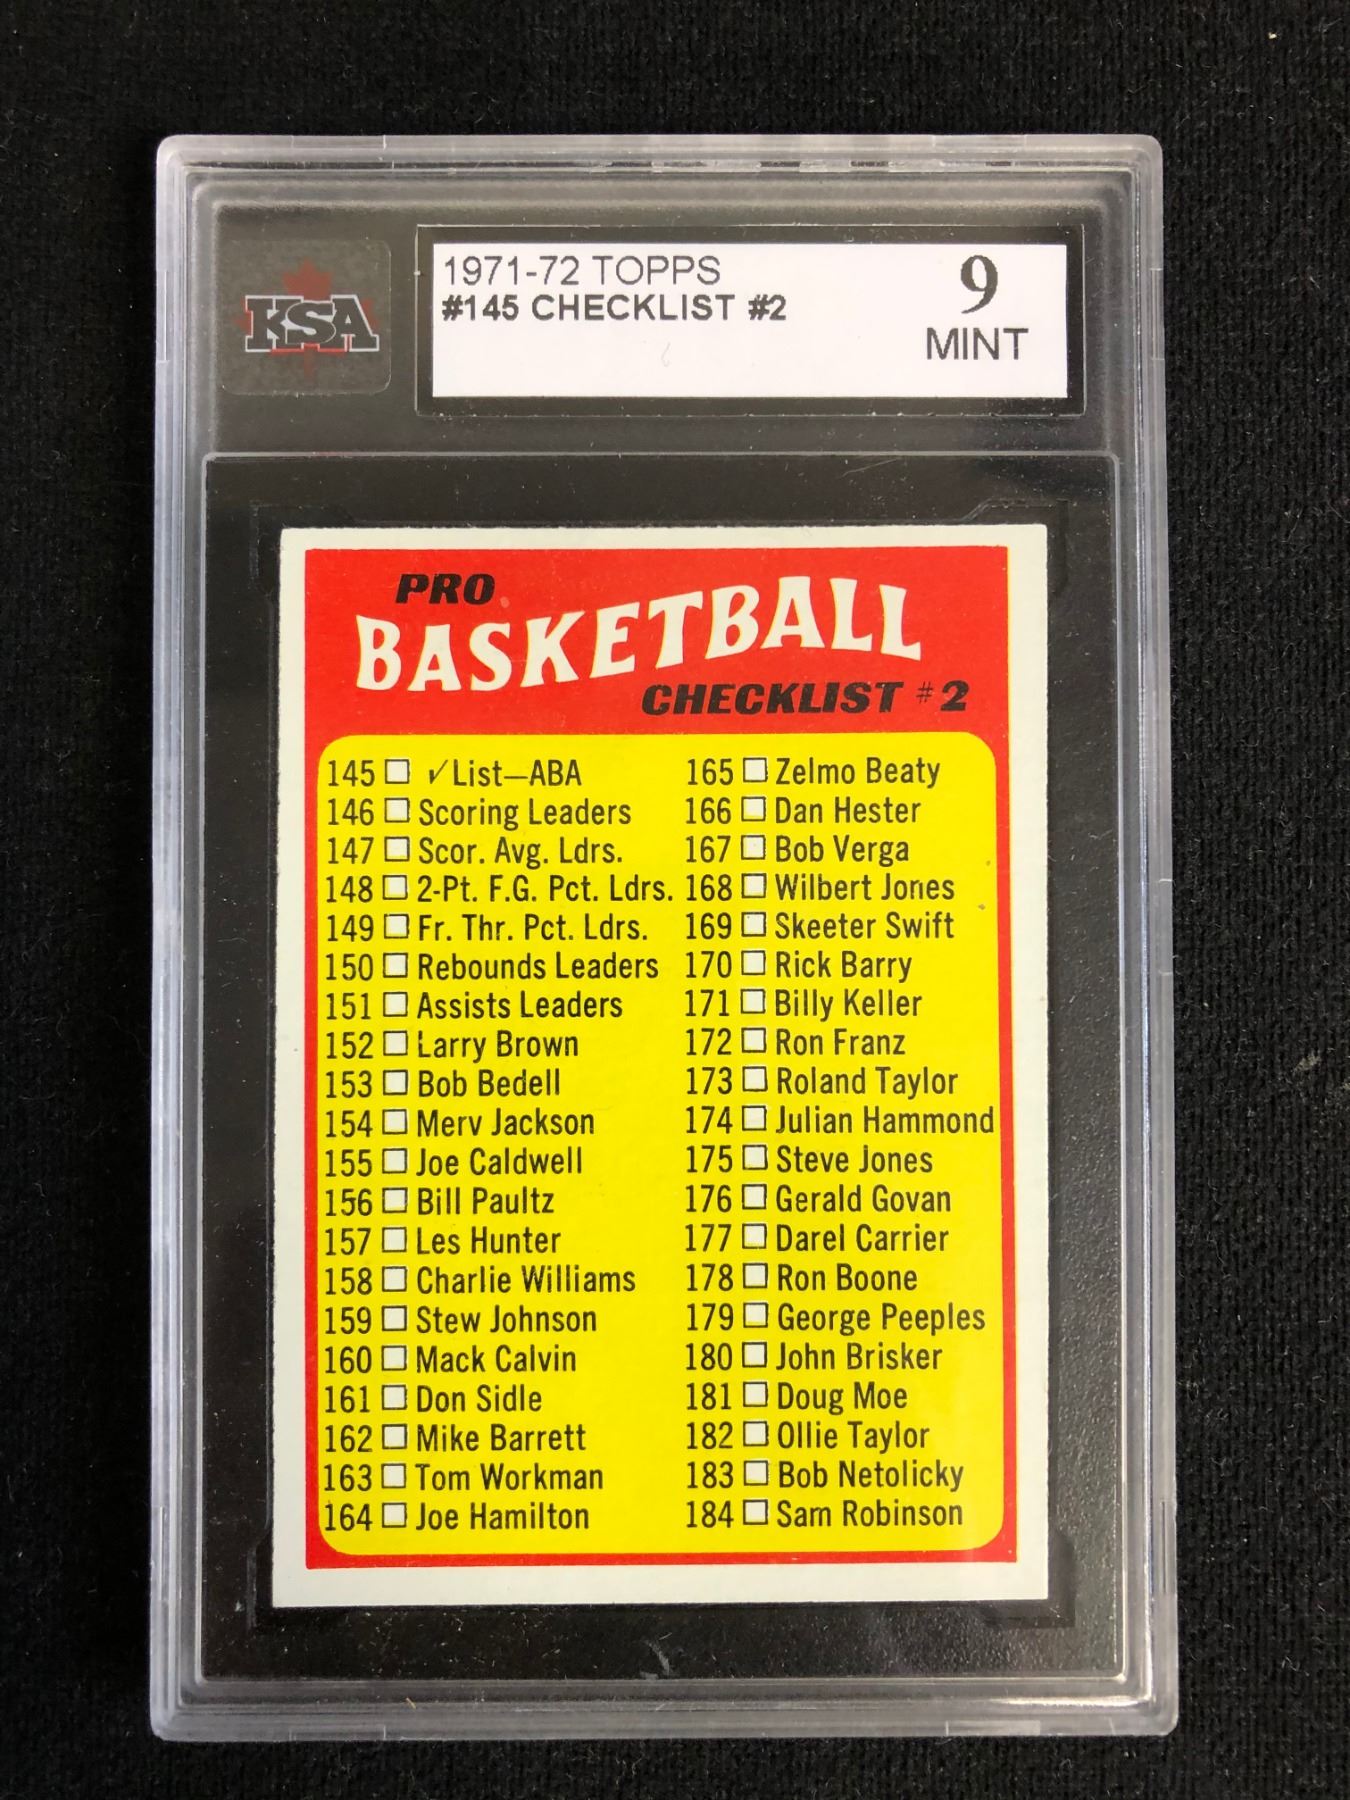 KSA
1971-72 TOPPS
#145 CHECKLIST #2
9
MINT
PRO
BASKETBALL
CHECKLIST #2
145 ☐ ✓List—ABA
146 ☐ Scoring Leaders
147 ☐ Scor. Avg. Ldrs.
148 ☐ 2-Pt. F.G. Pct. Ldrs.
149 ☐ Fr. Thr. Pct. Ldrs.
150 ☐ Rebounds Leaders
151 ☐ Assists Leaders
152 ☐ Larry Brown
153 ☐ Bob Bedell
154 ☐ Merv Jackson
155 ☐ Joe Caldwell
156 ☐ Bill Paultz
157 ☐ Les Hunter
158 ☐ Charlie Williams
159 ☐ Stew Johnson
160 ☐ Mack Calvin
161 ☐ Don Sidle
162 ☐ Mike Barrett
163 ☐ Tom Workman
164 ☐ Joe Hamilton
165 ☐ Zelmo Beaty
166 ☐ Dan Hester
167 ☐ Bob Verga
168 ☐ Wilbert Jones
169 ☐ Skeeter Swift
170 ☐ Rick Barry
171 ☐ Billy Keller
172 ☐ Ron Franz
173 ☐ Roland Taylor
174 ☐ Julian Hammond
175 ☐ Steve Jones
176 ☐ Gerald Govan
177 ☐ Darel Carrier
178 ☐ Ron Boone
179 ☐ George Peeples
180 ☐ John Brisker
181 ☐ Doug Moe
182 ☐ Ollie Taylor
183 ☐ Bob Netolicky
184 ☐ Sam Robinson